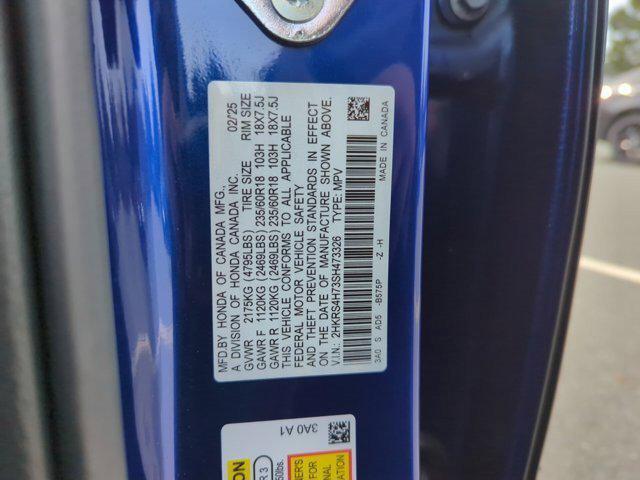 MFD.BY HONDA OF CANADA MFG., 02/25
A DIVISION OF HONDA CANADA INC.
TIRE SIZE RIM SIZE
GVWR 2175KG (4795LBS)
GAWR F 1120KG (2469LBS) 235/60R18 103H 18X7.5J
GAWR R 1120KG (2469LBS) 235/60R18 103H 18X7.5J
THIS VEHICLE CONFORMS TO ALL APPLICABLE
FEDERAL MOTOR VEHICLE SAFETY
AND THEFT PREVENTION STANDARDS IN EFFECT
ON THE DATE OF MANUFACTURE SHOWN ABOVE.
V.I.N.: 2HKRS4H73SH473326 TYPE: MPV
3A0 S AD5 -B575P -Z -H MADE IN CANADA
3A0 A1